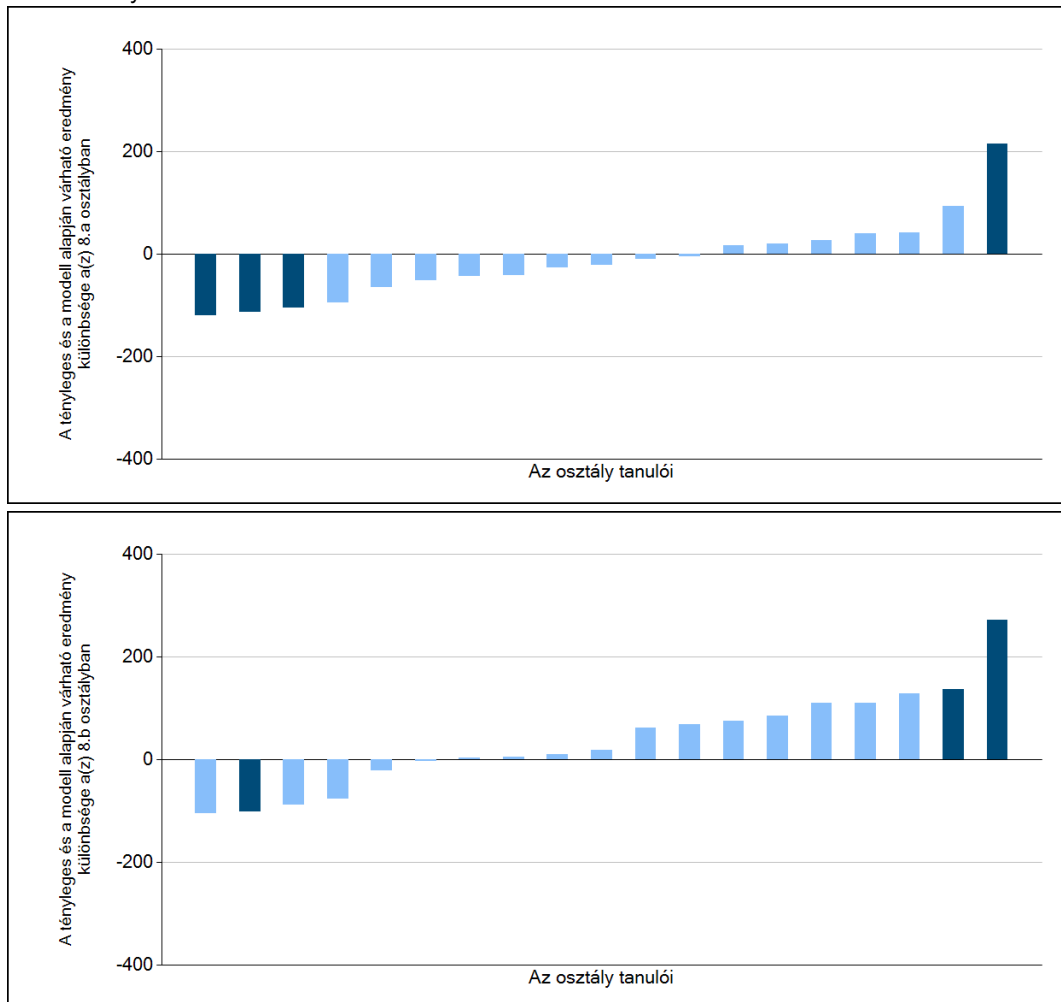 400
200
0
-200
-400
A tényleges és a modell alapján várható eredmény
különbsége a(z) 8.a osztályban
Az osztály tanulói
400
200
0
-200
-400
A tényleges és a modell alapján várható eredmény
különbsége a(z) 8.b osztályban
Az osztály tanulói